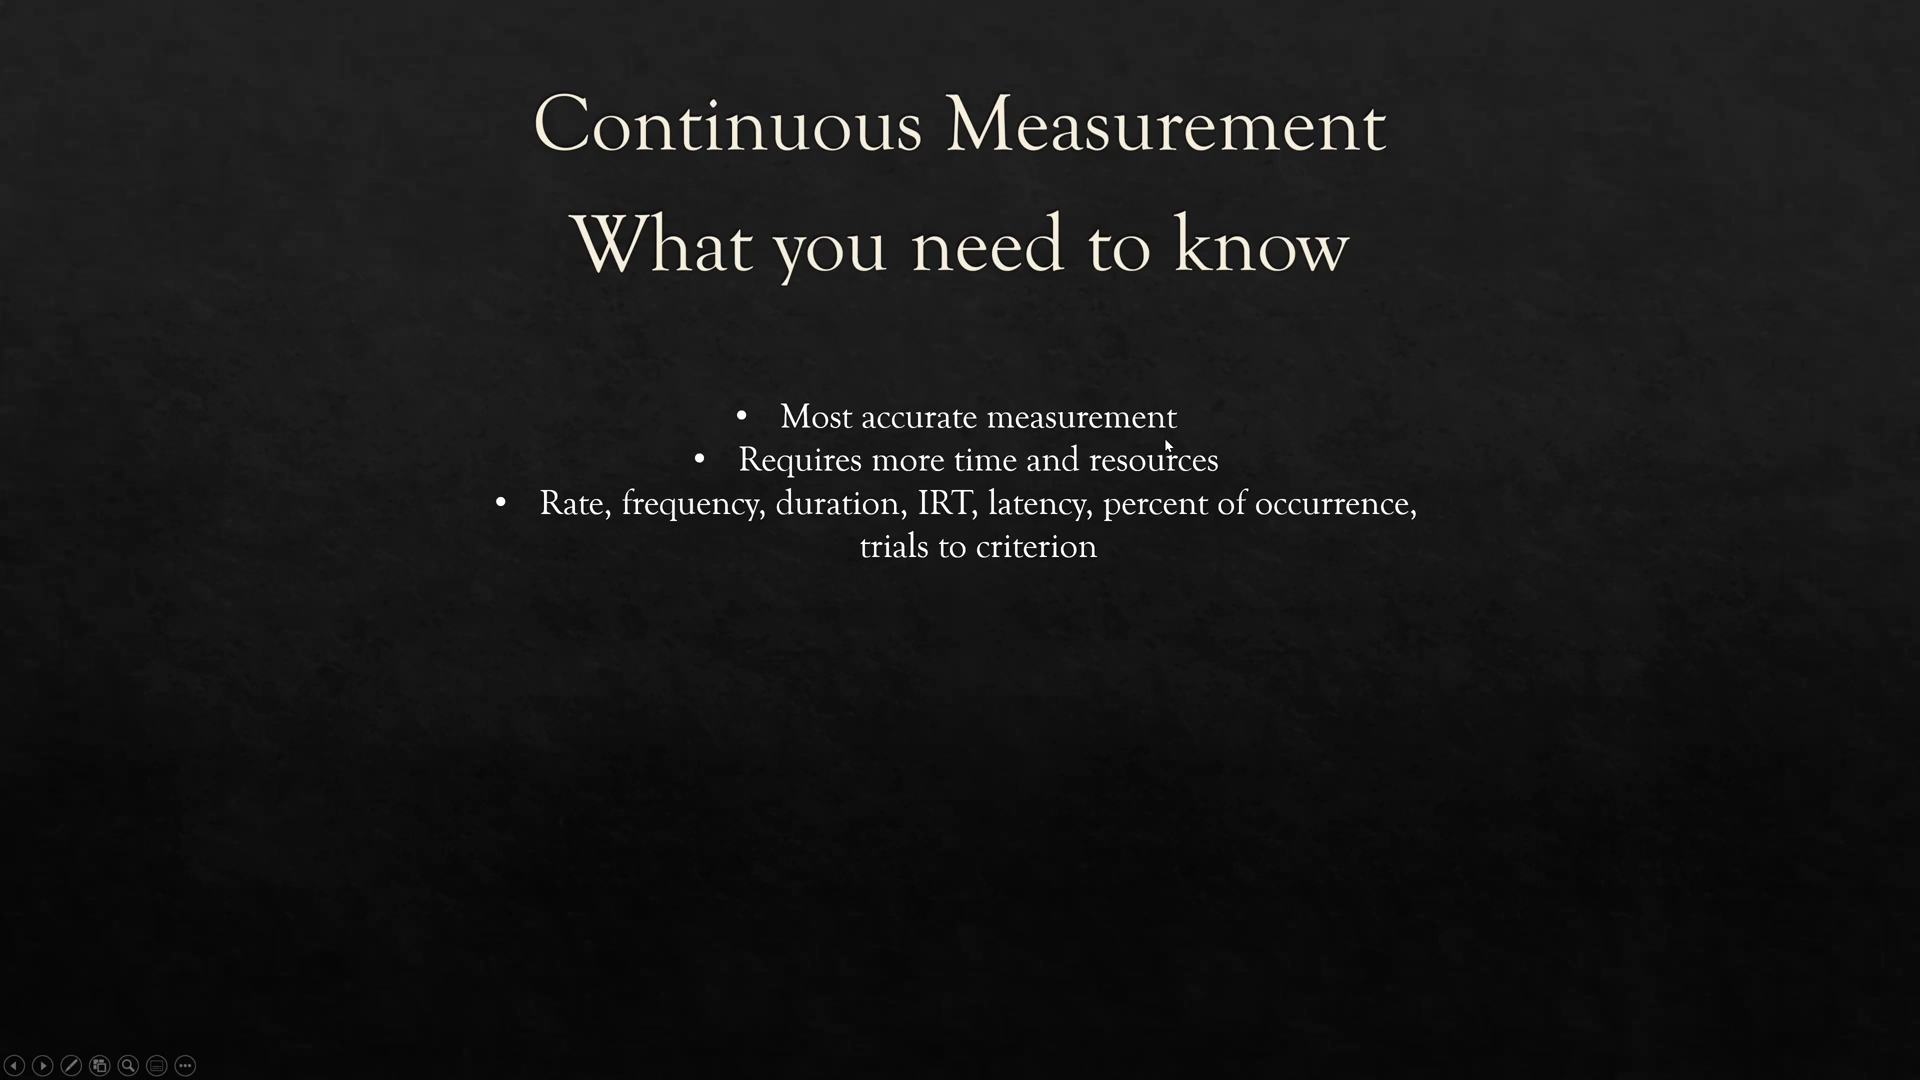 Continuous Measurement
What you need to know
• Most accurate measurement
• Requires more time and resources
• Rate, frequency, duration, IRT, latency, percent of occurrence,
trials to criterion